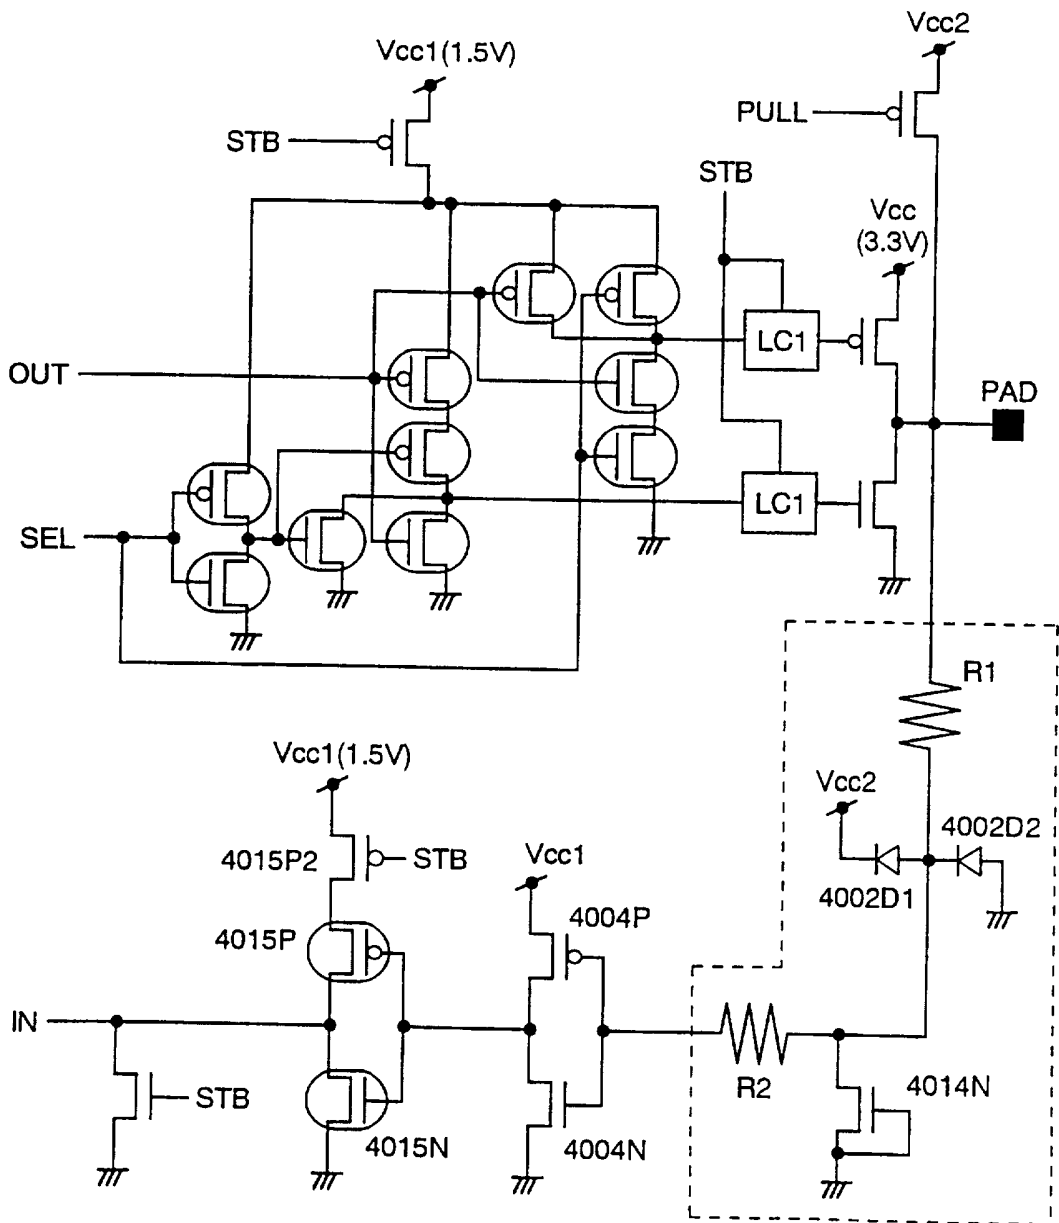 Vcc1(1.5V)
Vcc2
STB
PULL
STB
Vcc
(3.3V)
LC1
OUT
PAD
LC1
SEL
R1
Vcc1(1.5V)
Vcc2
4002D2
4015P2
STB
Vcc1
4002D1
4015P
4004P
IN
R2
4014N
STB
4015N
4004N